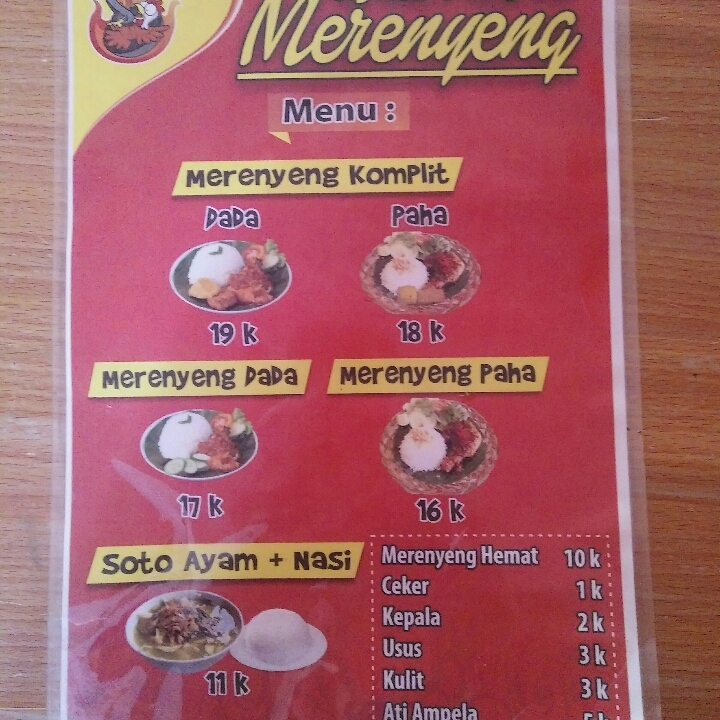 Merenyeng
Menu :
Merenyeng Komplit
Dada Paha
19 k 18 k
Merenyeng Dada Merenyeng Paha
17 k 16 k
Soto Ayam + Nasi
11 k
Merenyeng Hemat 10 k
Ceker 1 k
Kepala 2 k
Usus 3 k
Kulit 3 k
Ati Ampela 5 k